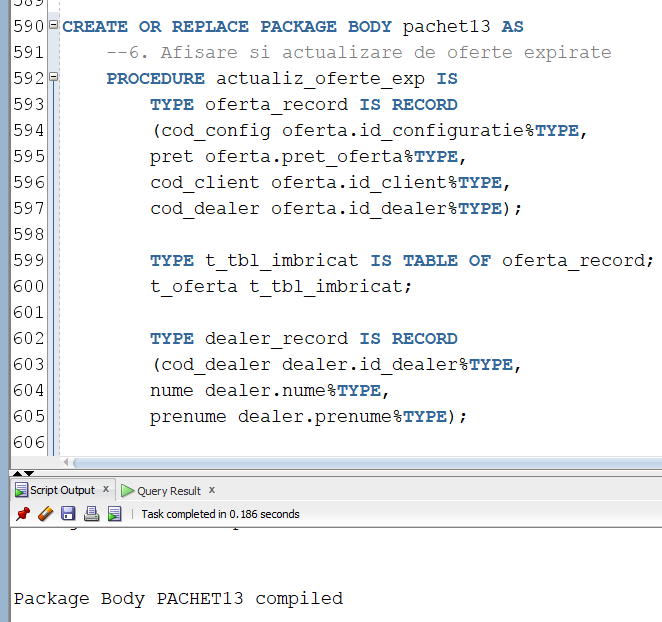 589
590 CREATE OR REPLACE PACKAGE BODY pachet13 AS
591 --6. Afisare si actualizare de oferte expirate
592 PROCEDURE actualiz_oferte_exp IS
593 TYPE oferta_record IS RECORD
594 (cod_config oferta.id_configuratie%TYPE,
595 pret oferta.pret_oferta%TYPE,
596 cod_client oferta.id_client%TYPE,
597 cod_dealer oferta.id_dealer%TYPE);
598
599 TYPE t_tbl_imbricat IS TABLE OF oferta_record;
600 t_oferta t_tbl_imbricat;
601
602 TYPE dealer_record IS RECORD
603 (cod_dealer dealer.id_dealer%TYPE,
604 nume dealer.nume%TYPE,
605 prenume dealer.prenume%TYPE);
606
Script Output x Query Result x
Task completed in 0.186 seconds
Package Body PACHET13 compiled